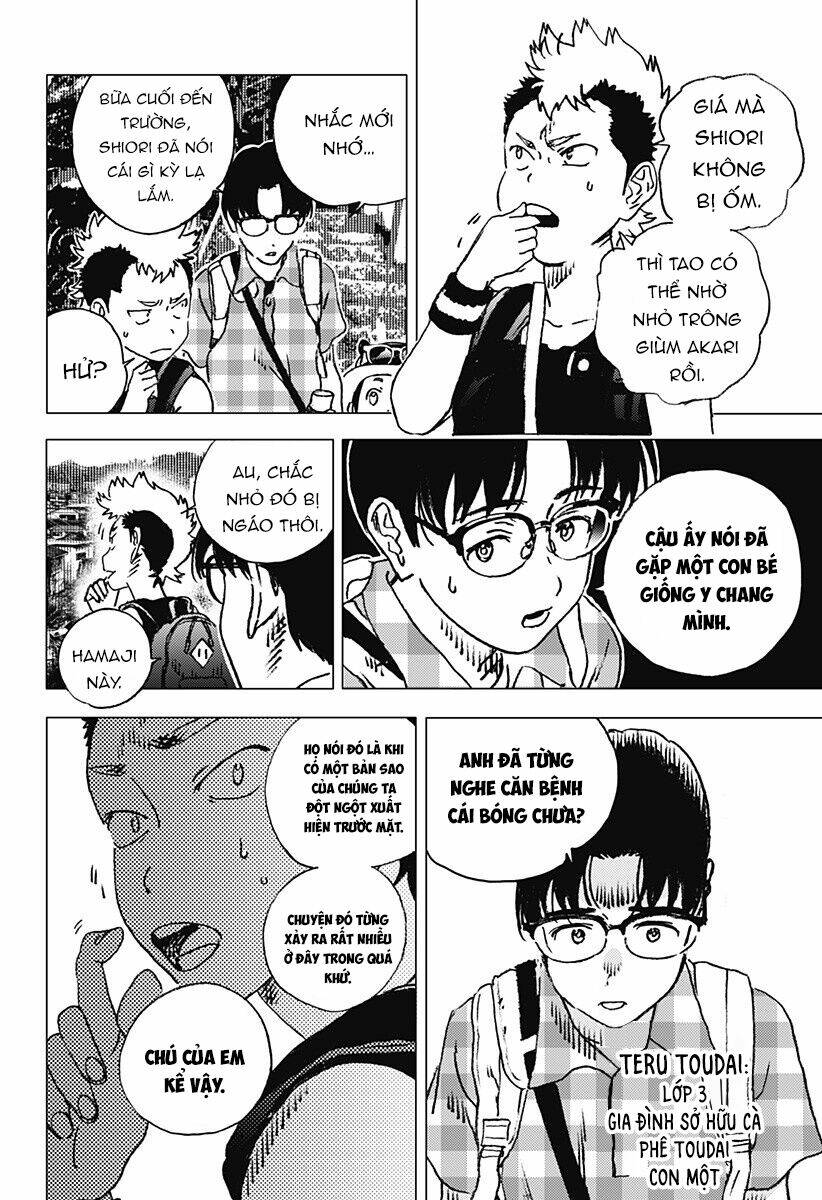 GIÁ MÀ
SHIORI
KHÔNG
BỊ ỐM.
THÌ TAO CÓ
THỂ NHỜ
NHỎ TRÔNG
GIÙM AKARI
RỒI.
NHẮC MỚI
NHỚ...
BỮA CUỐI ĐẾN
TRƯỜNG,
SHIORI ĐÃ NÓI
CÁI GÌ KỲ LẠ
LẮM.
HỬ?
CẬU ẤY NÓI ĐÃ
GẶP MỘT CON BÉ
GIỐNG Y CHANG
MÌNH.
AU, CHẮC
NHỎ ĐÓ BỊ
NGÁO THÔI.
HAMAJI
NÀY.
ANH ĐÃ TỪNG
NGHE CĂN BỆNH
CÁI BÓNG CHƯA?
TERU TOUDAI:
LỚP 3
GIA ĐÌNH SỞ HỮU CÀ
PHÊ TOUDAI
CON MỘT
HỌ NÓI ĐÓ LÀ KHI
CÓ MỘT BẢN SAO
CỦA CHÚNG TA
ĐỘT NGỘT XUẤT
HIỆN TRƯỚC MẶT.
CHUYỆN ĐÓ TỪNG
XẢY RA RẤT NHIỀU
Ở ĐÂY TRONG QUÁ
KHỨ.
CHÚ CỦA EM
KỂ VẬY.